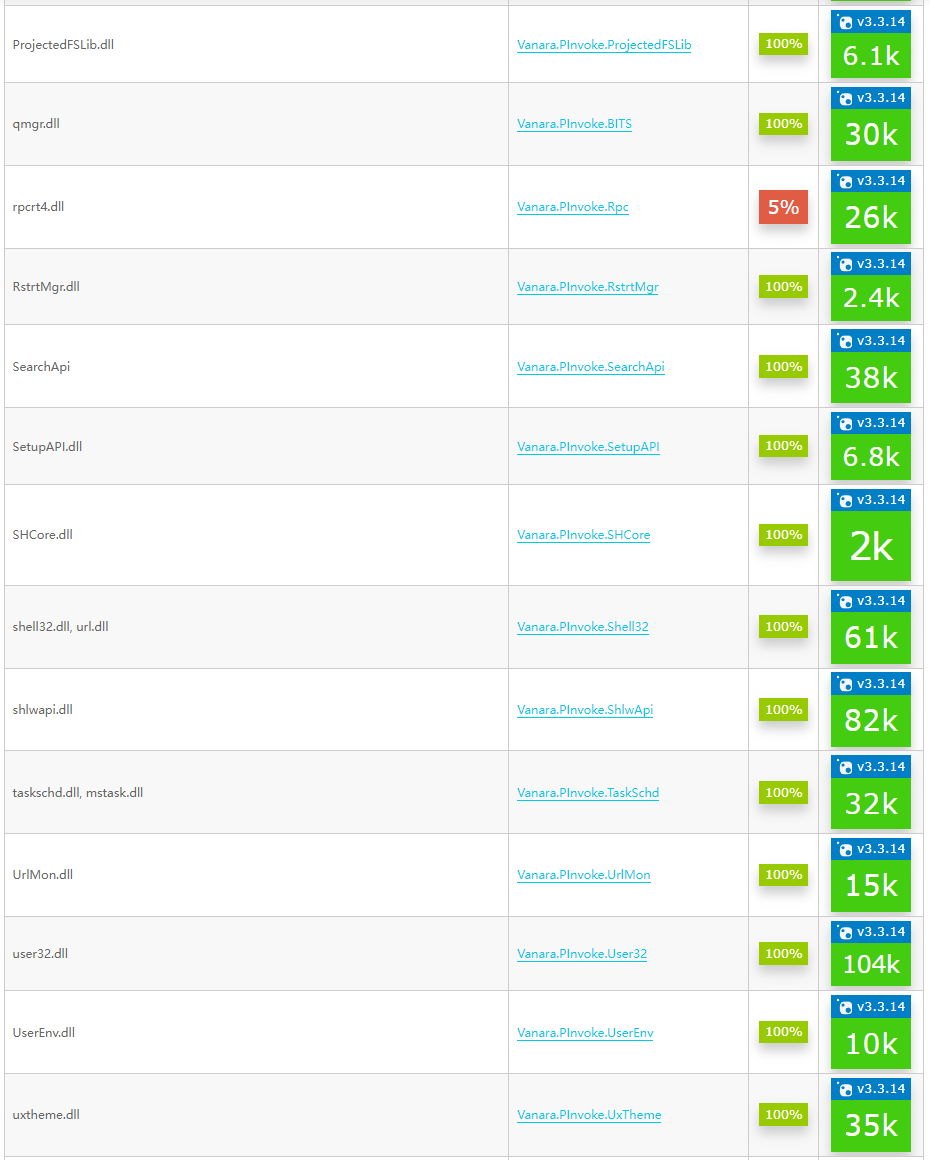 ProjectedFSLib.dll Vanara.PInvoke.ProjectedFSLib 100% v3.3.14 6.1k
qmgr.dll Vanara.PInvoke.BITS 100% v3.3.14 30k
rpcrt4.dll Vanara.PInvoke.Rpc 5% v3.3.14 26k
RstrtMgr.dll Vanara.PInvoke.RstrtMgr 100% v3.3.14 2.4k
SearchApi Vanara.PInvoke.SearchApi 100% v3.3.14 38k
SetupAPI.dll Vanara.PInvoke.SetupAPI 100% v3.3.14 6.8k
SHCore.dll Vanara.PInvoke.SHCore 100% v3.3.14 2k
shell32.dll, url.dll Vanara.PInvoke.Shell32 100% v3.3.14 61k
shlwapi.dll Vanara.PInvoke.ShlwApi 100% v3.3.14 82k
taskschd.dll, mstask.dll Vanara.PInvoke.TaskSchd 100% v3.3.14 32k
UrlMon.dll Vanara.PInvoke.UrlMon 100% v3.3.14 15k
user32.dll Vanara.PInvoke.User32 100% v3.3.14 104k
UserEnv.dll Vanara.PInvoke.UserEnv 100% v3.3.14 10k
uxtheme.dll Vanara.PInvoke.UxTheme 100% v3.3.14 35k